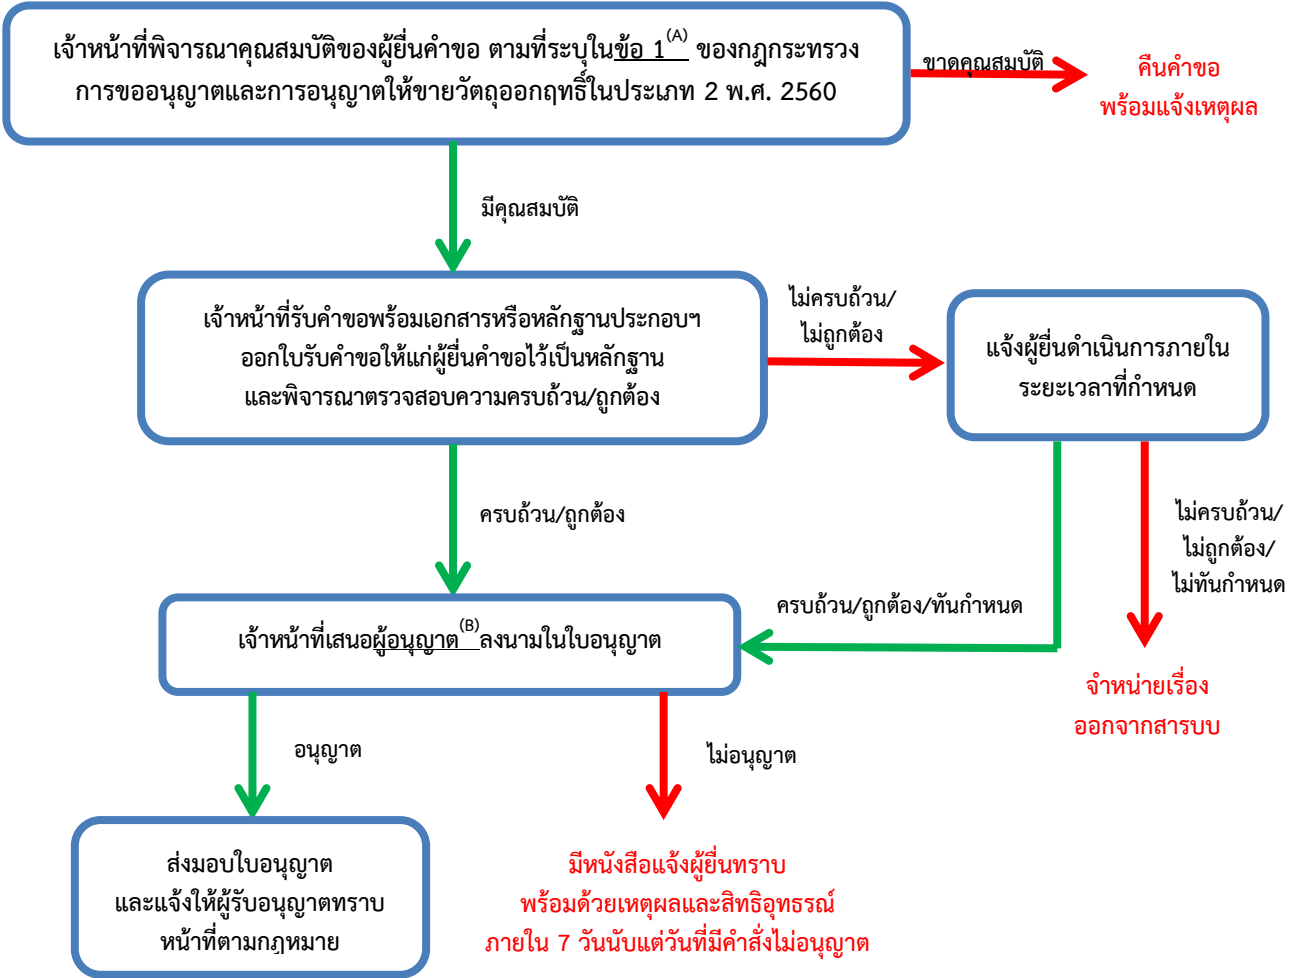 เจ้าหน้าที่พิจารณาคุณสมบัติของผู้ยื่นคำขอ ตามที่ระบุในข้อ 1(A) ของกฎกระทรวง
การขออนุญาตและการอนุญาตให้ขายวัตถุออกฤทธิ์ในประเภท 2 พ.ศ. 2560
ขาดคุณสมบัติ
คืนคำขอ
พร้อมแจ้งเหตุผล
มีคุณสมบัติ
เจ้าหน้าที่รับคำขอพร้อมเอกสารหรือหลักฐานประกอบฯ
ออกใบรับคำขอให้แก่ผู้ยื่นคำขอไว้เป็นหลักฐาน
และพิจารณาตรวจสอบความครบถ้วน/ถูกต้อง
ไม่ครบถ้วน/
ไม่ถูกต้อง
แจ้งผู้ยื่นดำเนินการภายใน
ระยะเวลาที่กำหนด
ครบถ้วน/ถูกต้อง
ไม่ครบถ้วน/
ไม่ถูกต้อง/
ไม่ทันกำหนด
ครบถ้วน/ถูกต้อง/ทันกำหนด
เจ้าหน้าที่เสนอผู้อนุญาต(B) ลงนามในใบอนุญาต
จำหน่ายเรื่อง
ออกจากสารบบ
อนุญาต
ไม่อนุญาต
ส่งมอบใบอนุญาต
และแจ้งให้ผู้รับอนุญาตทราบ
หน้าที่ตามกฎหมาย
มีหนังสือแจ้งผู้ยื่นทราบ
พร้อมด้วยเหตุผลและสิทธิอุทธรณ์
ภายใน 7 วันนับแต่วันที่มีคำสั่งไม่อนุญาต